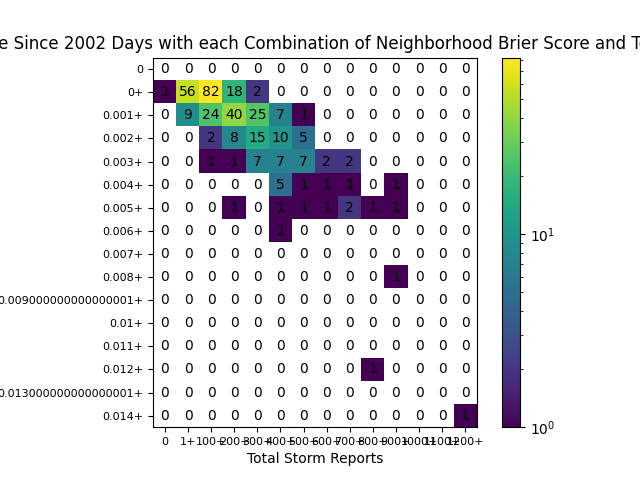 e Since 2002 Days with each Combination of Neighborhood Brier Score and T
0 0 0 0 0 0 0 0 0 0 0 0 0 0 0
0+ 1 56 82 18 2 0 0 0 0 0 0 0 0 0
0.001+ 0 9 24 40 25 7 1 0 0 0 0 0 0 0
0.002+ 0 0 2 8 15 10 5 0 0 0 0 0 0 0
0.003+ 0 0 1 1 7 7 7 2 2 0 0 0 0 0
0.004+ 0 0 0 0 0 5 1 1 1 0 1 0 0 0
0.005+ 0 0 0 1 0 1 1 1 2 1 1 0 0 0
0.006+ 0 0 0 0 0 1 0 0 0 0 0 0 0 0
0.007+ 0 0 0 0 0 0 0 0 0 0 0 0 0 0
0.008+ 0 0 0 0 0 0 0 0 0 0 1 0 0 0
0.009000000000000001+ 0 0 0 0 0 0 0 0 0 0 0 0 0 0
0.01+ 0 0 0 0 0 0 0 0 0 0 0 0 0 0
0.011+ 0 0 0 0 0 0 0 0 0 0 0 0 0 0
0.012+ 0 0 0 0 0 0 0 0 0 1 0 0 0 0
0.013000000000000001+ 0 0 0 0 0 0 0 0 0 0 0 0 0 0
0.014+ 0 0 0 0 0 0 0 0 0 0 0 0 0 1
0 1+ 100+ 200+ 300+ 400+ 500+ 600+ 700+ 800+ 900+ 1000+ 1100+ 1200+
Total Storm Reports
10¹
10⁰